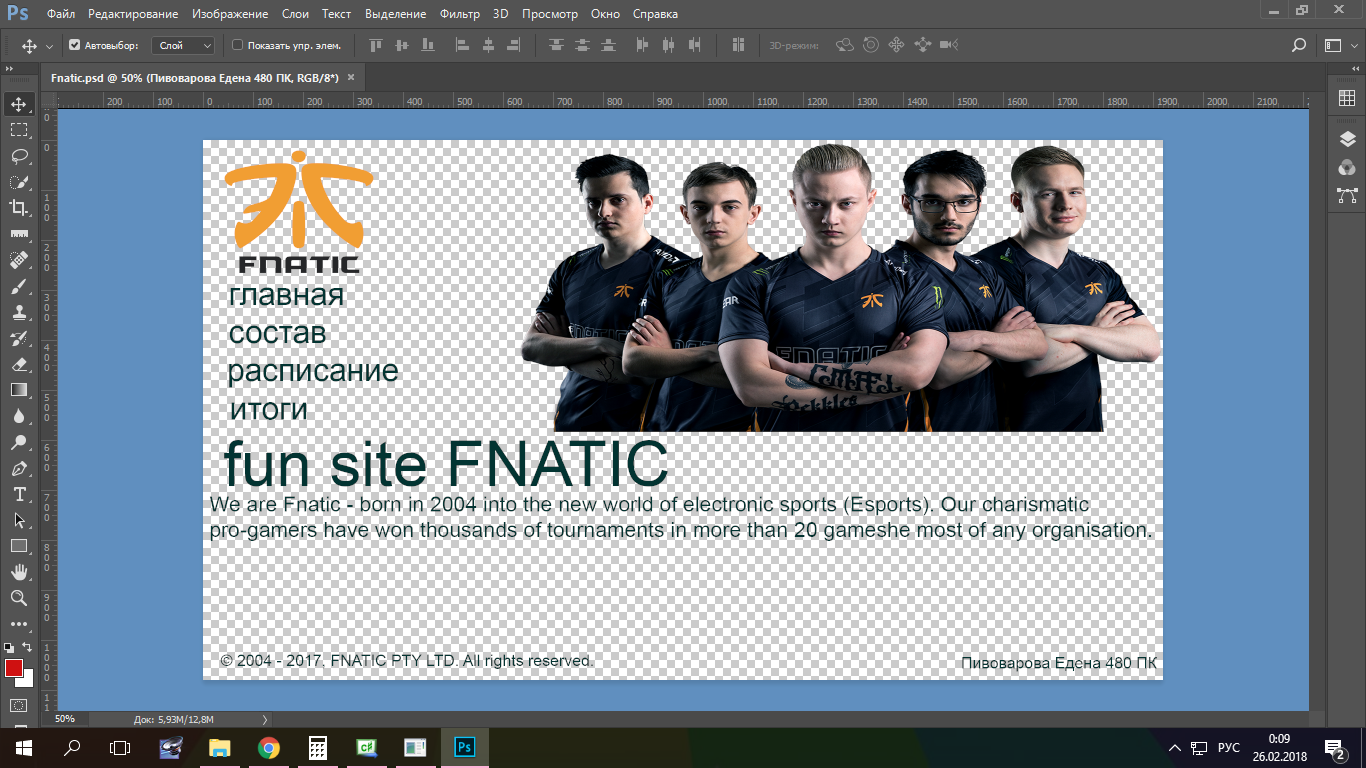 Ps Файл Редактирование Изображение Слои Текст Выделение Фильтр 3D Просмотр Окно Справка
Автовыбор: Слой Показать упр. элем. 3D-режим:
Fnatic.psd @ 50% (Пивоварова Едена 480 ПК, RGB/8*) ×
200 100 0 100 200 300 400 500 600 700 800 900 1000 1100 1200 1300 1400 1500 1600 1700 1800 1900 2000 2100
FNATIC
главная
состав
расписание
итоги
FNATIC
fun site FNATIC
We are Fnatic - born in 2004 into the new world of electronic sports (Esports). Our charismatic
pro-gamers have won thousands of tournaments in more than 20 gameshe most of any organisation.
© 2004 - 2017, FNATIC PTY LTD. All rights reserved.
Пивоварова Едена 480 ПК
50% Док: 5,93M/12,8M
Ps
РУС
0:09
26.02.2018
2